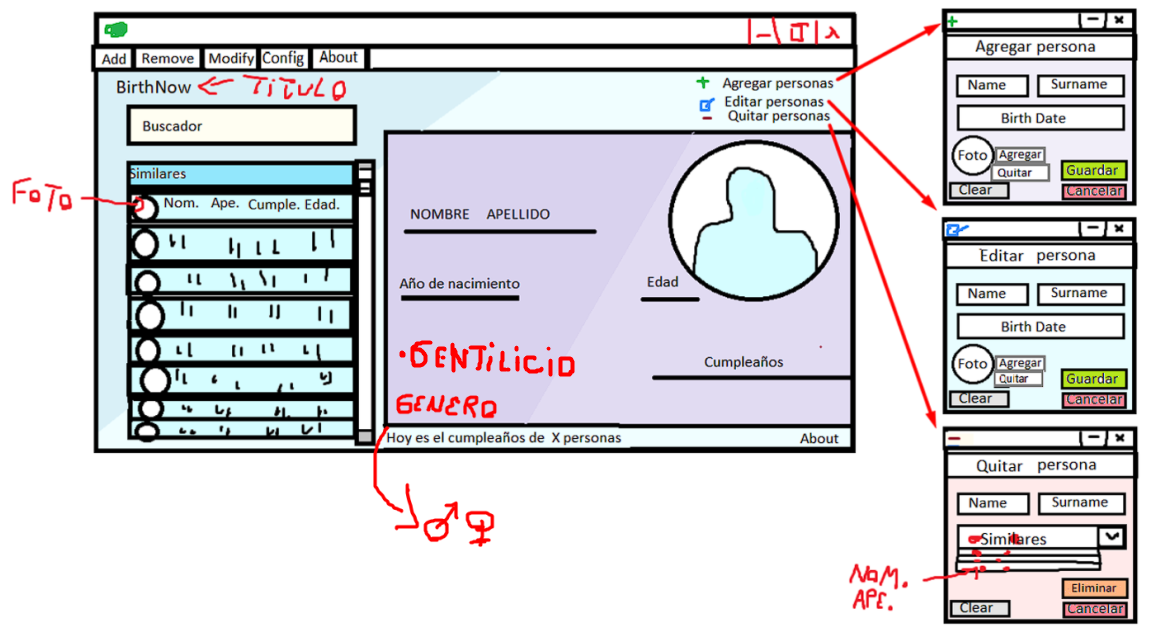 Add Remove Modify Config About
BirthNow ← TITULO
Agregar personas
Editar personas
Quitar personas
Buscador
Similares
FOTO
Nom. Ape. Cumple. Edad.
NOMBRE APELLIDO
Año de nacimiento
Edad
Cumpleaños
•GENTILICIO
GENERO
Hoy es el cumpleaños de X personas
About
♂ ♀
Agregar persona
Name Surname
Birth Date
Foto Agregar
Quitar
Guardar
Clear Cancelar
Editar persona
Name Surname
Birth Date
Foto Agregar
Quitar
Guardar
Clear Cancelar
Quitar persona
Name Surname
Similares
NOM.
APE.
Eliminar
Clear Cancelar